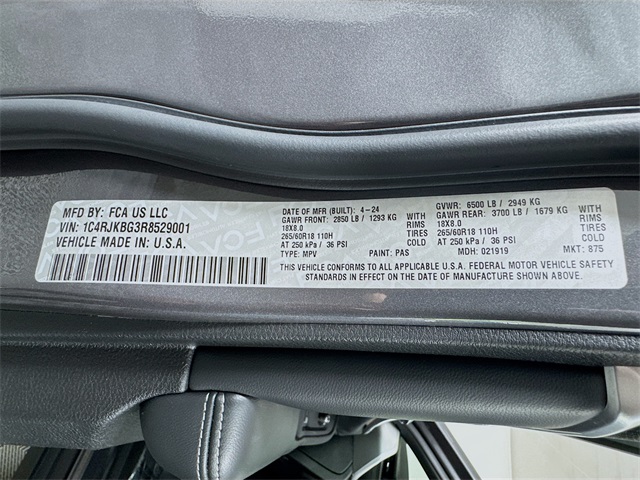 MFD BY: FCA US LLC
VIN: 1C4RJKBG3R8529001
VEHICLE MADE IN U.S.A.
DATE OF MFR (BUILT): 4-24
GAWR FRONT: 2850 LB / 1293 KG
18X8.0 RIMS
265/60R18 110H TIRES
AT 250 kPa / 36 PSI COLD
TYPE: MPV PAINT: PAS
GVWR: 6500 LB / 2949 KG
GAWR REAR: 3700 LB / 1679 KG
18X8.0 RIMS
265/60R18 110H TIRES
AT 250 kPa / 36 PSI COLD
MDH: 021919 MKT: 875
THIS VEHICLE CONFORMS TO ALL APPLICABLE U.S.A. FEDERAL MOTOR VEHICLE SAFETY
STANDARDS IN EFFECT ON THE DATE OF MANUFACTURE SHOWN ABOVE.